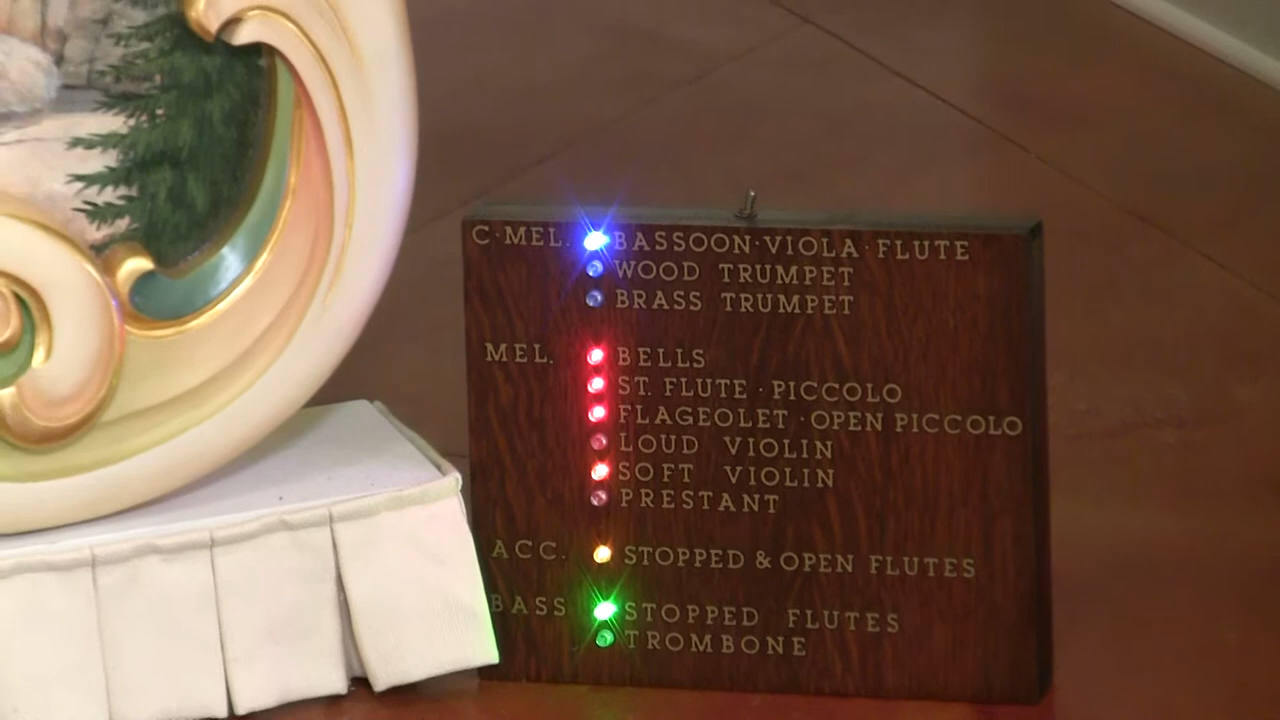 C·MEL. BASSOON·VIOLA·FLUTE
WOOD TRUMPET
BRASS TRUMPET
MEL. BELLS
ST. FLUTE · PICCOLO
FLAGEOLET · OPEN PICCOLO
LOUD VIOLIN
SOFT VIOLIN
PRESTANT
ACC. STOPPED & OPEN FLUTES
BASS STOPPED FLUTES
TROMBONE